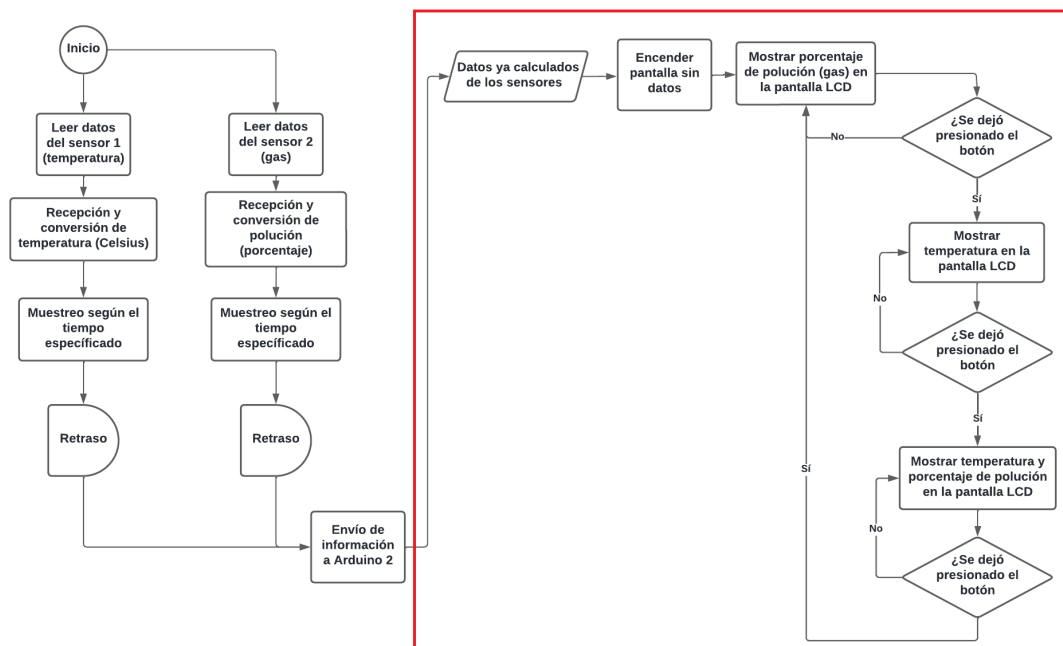 Inicio
Leer datos
del sensor 1
(temperatura)
Recepción y
conversión de
temperatura (Celsius)
Muestreo según el
tiempo
específicado
Retraso
Leer datos
del sensor 2
(gas)
Recepción y
conversión de
polución
(porcentaje)
Muestreo según el
tiempo
específicado
Retraso
Envío de
información
a Arduino 2
Datos ya calculados
de los sensores
Encender
pantalla sin
datos
Mostrar porcentaje
de polución (gas) en
la pantalla LCD
¿Se dejó
presionado el
botón
No
Sí
Mostrar
temperatura en la
pantalla LCD
No
¿Se dejó
presionado el
botón
Sí
Mostrar temperatura y
porcentaje de polución
en la pantalla LCD
No
¿Se dejó
presionado el
botón
Sí